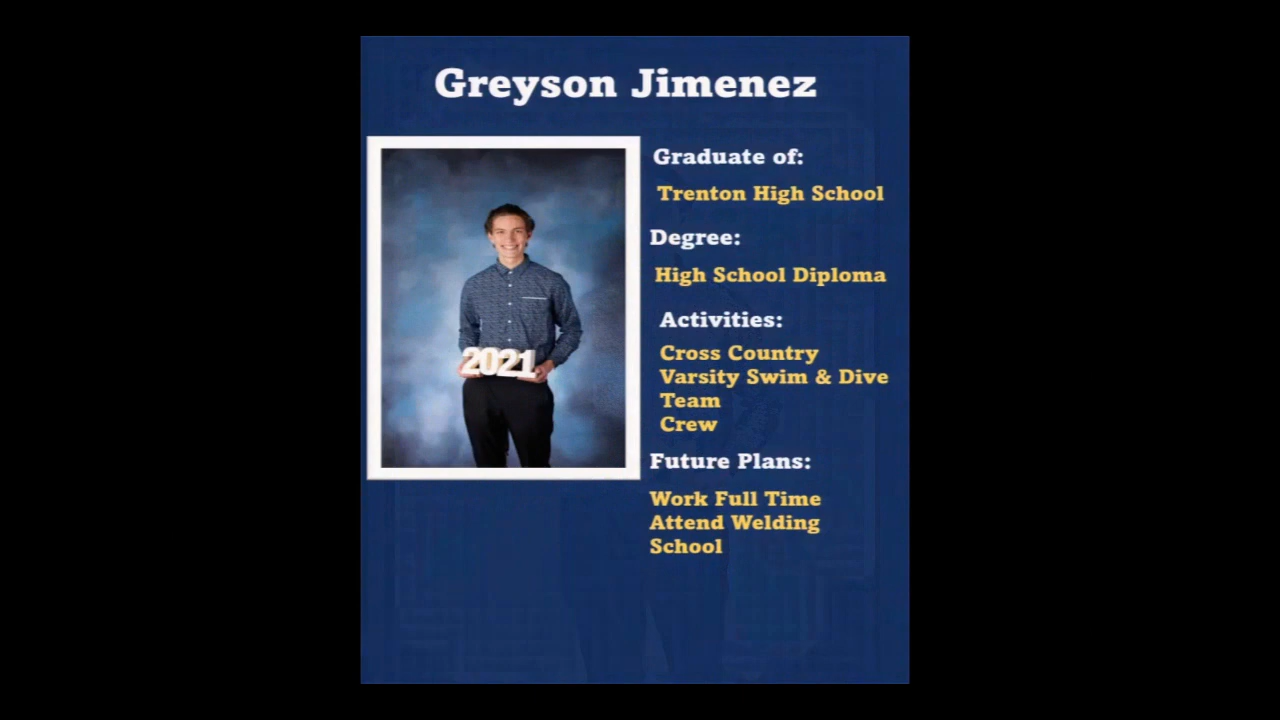 Greyson Jimenez
2021
Graduate of:
Trenton High School
Degree:
High School Diploma
Activities:
Cross Country
Varsity Swim & Dive
Team
Crew
Future Plans:
Work Full Time
Attend Welding
School